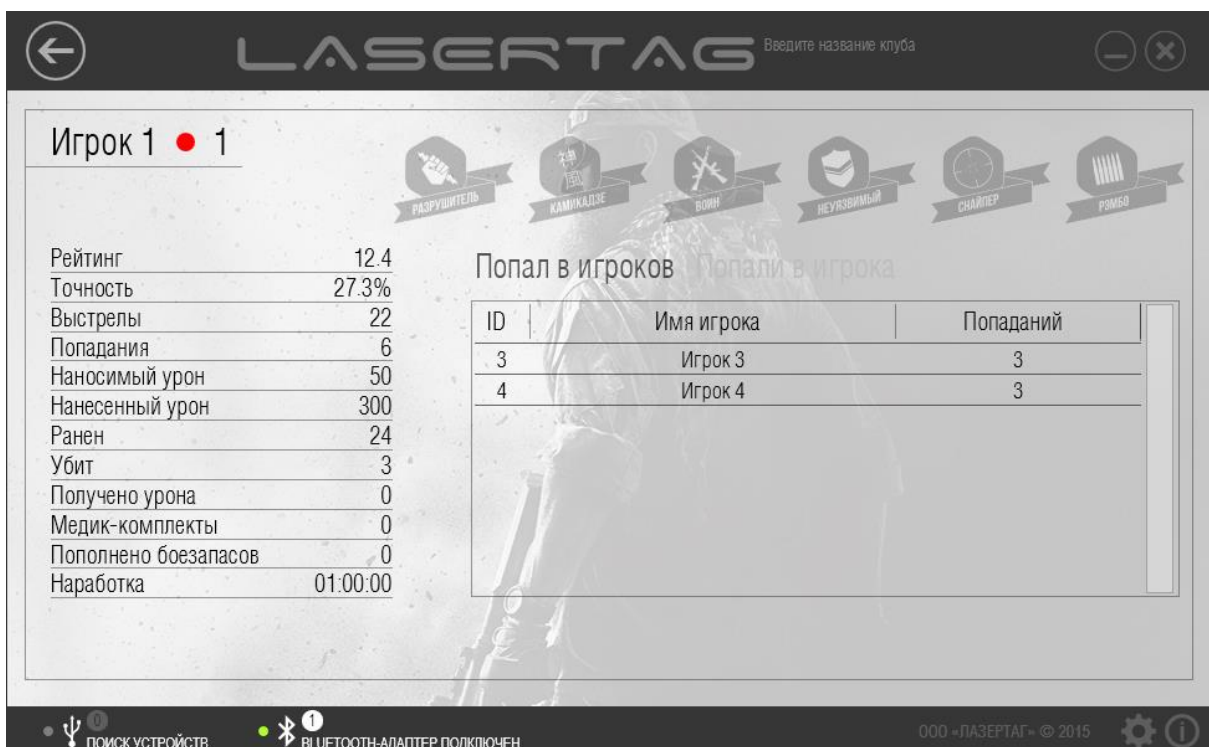 LASERTAG Введите название клуба
Игрок 1 1
РАЗРУШИТЕЛЬ
神
風
КАМИКАДЗЕ
ВОИН
НЕУЯЗВИМЫЙ
СНАЙПЕР
РЭМБО
Рейтинг 12.4
Точность 27.3%
Выстрелы 22
Попадания 6
Наносимый урон 50
Нанесенный урон 300
Ранен 24
Убит 3
Получено урона 0
Медик-комплекты 0
Пополнено боезапасов 0
Наработка 01:00:00
Попал в игроков Попали в игрока
ID Имя игрока Попаданий
3 Игрок 3 3
4 Игрок 4 3
0 ПОИСК УСТРОЙСТВ
1 BLUETOOTH-АДАПТЕР ПОДКЛЮЧЕН
ООО «ЛАЗЕРТАГ» © 2015